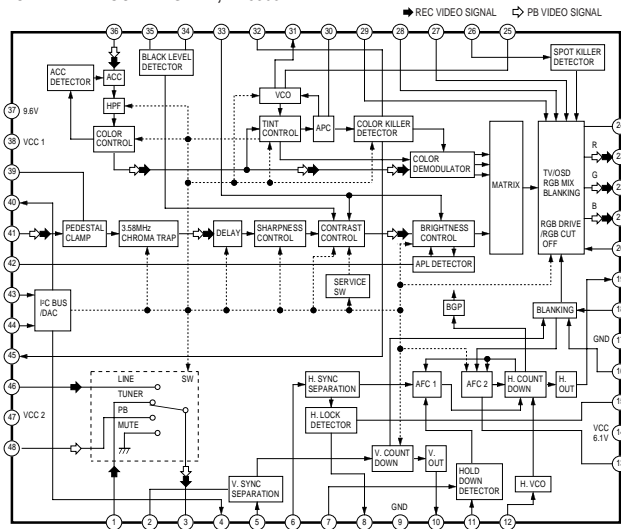 REC VIDEO SIGNAL
PB VIDEO SIGNAL
36
35
34
33
32
31
30
29
28
27
26
25
BLACK LEVEL
DETECTOR
SPOT KILLER
DETECTOR
ACC
DETECTOR
ACC
HPF
COLOR
CONTROL
VCO
TINT
CONTROL
APC
COLOR KILLER
DETECTOR
COLOR
DEMODULATOR
MATRIX
TV/OSD
RGB MIX
BLANKING
RGB DRIVE
/RGB CUT
OFF
R
G
B
37
9.6V
38
VCC 1
39
40
41
42
43
44
45
46
47
VCC 2
48
PEDESTAL
CLAMP
3.58MHz
CHROMA TRAP
DELAY
SHARPNESS
CONTROL
CONTRAST
CONTROL
BRIGHTNESS
CONTROL
APL DETECTOR
SERVICE
SW
I²C BUS
/DAC
BGP
BLANKING
GND
LINE
SW
TUNER
PB
MUTE
H. SYNC
SEPARATION
H. LOCK
DETECTOR
AFC 1
AFC 2
H. COUNT
DOWN
H.
OUT
V. COUNT
DOWN
V.
OUT
V. SYNC
SEPARATION
HOLD
DOWN
DETECTOR
H. VCO
VCC
6.1V
GND
1
2
3
4
5
6
7
8
9
10
11
12